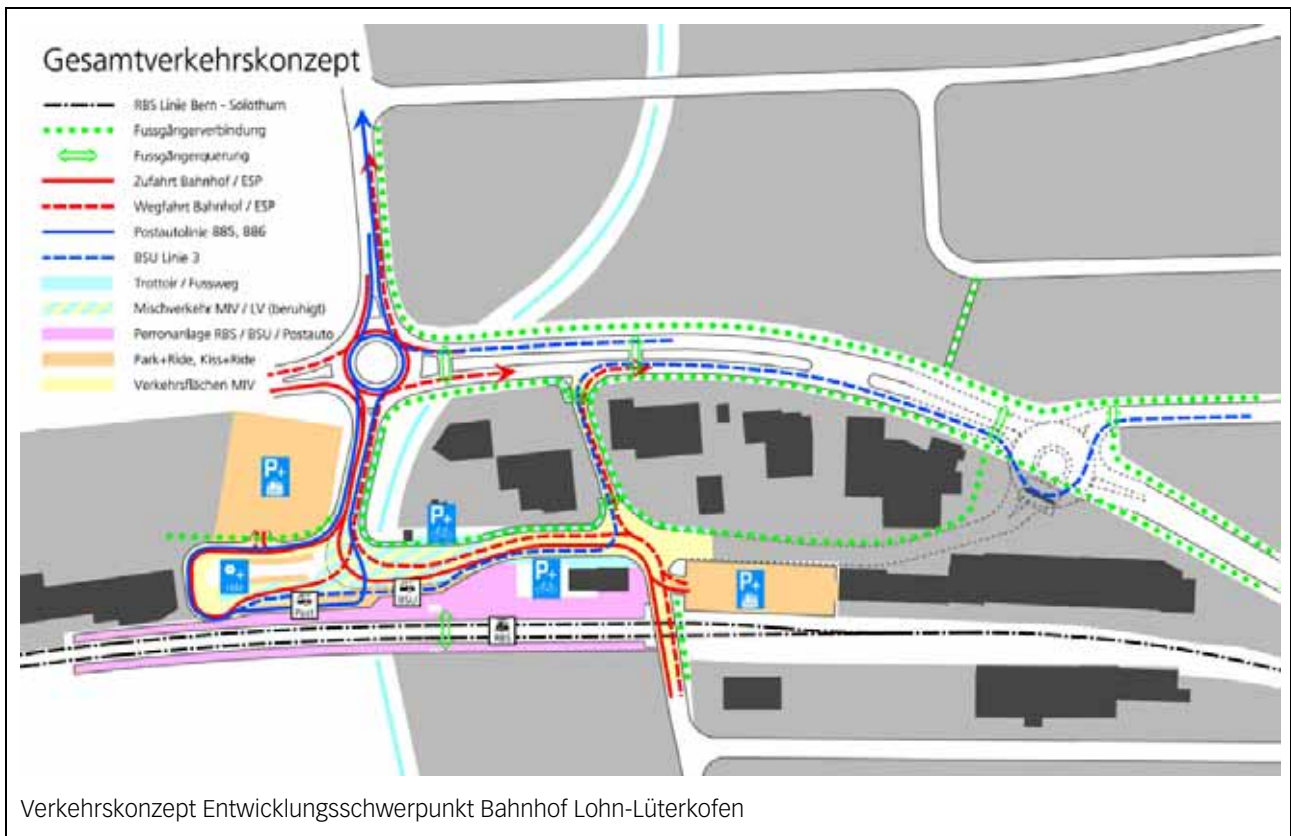 Gesamtverkehrskonzept
RBS Linie Bern - Solothurn
Fussgängerverbindung
Fussgängerquerung
Zufahrt Bahnhof / ESP
Wegfahrt Bahnhof / ESP
Postautolinie 885, 886
BSU Linie 3
Trottoir / Fussweg
Mischverkehr MIV / LV (beruhigt)
Perronanlage RBS / BSU / Postauto
Park+Ride, Kiss+Ride
Verkehrsflächen MIV
P+
P+
P+
P+
Post
BSU
RBS
Verkehrskonzept Entwicklungsschwerpunkt Bahnhof Lohn-Lüterkofen